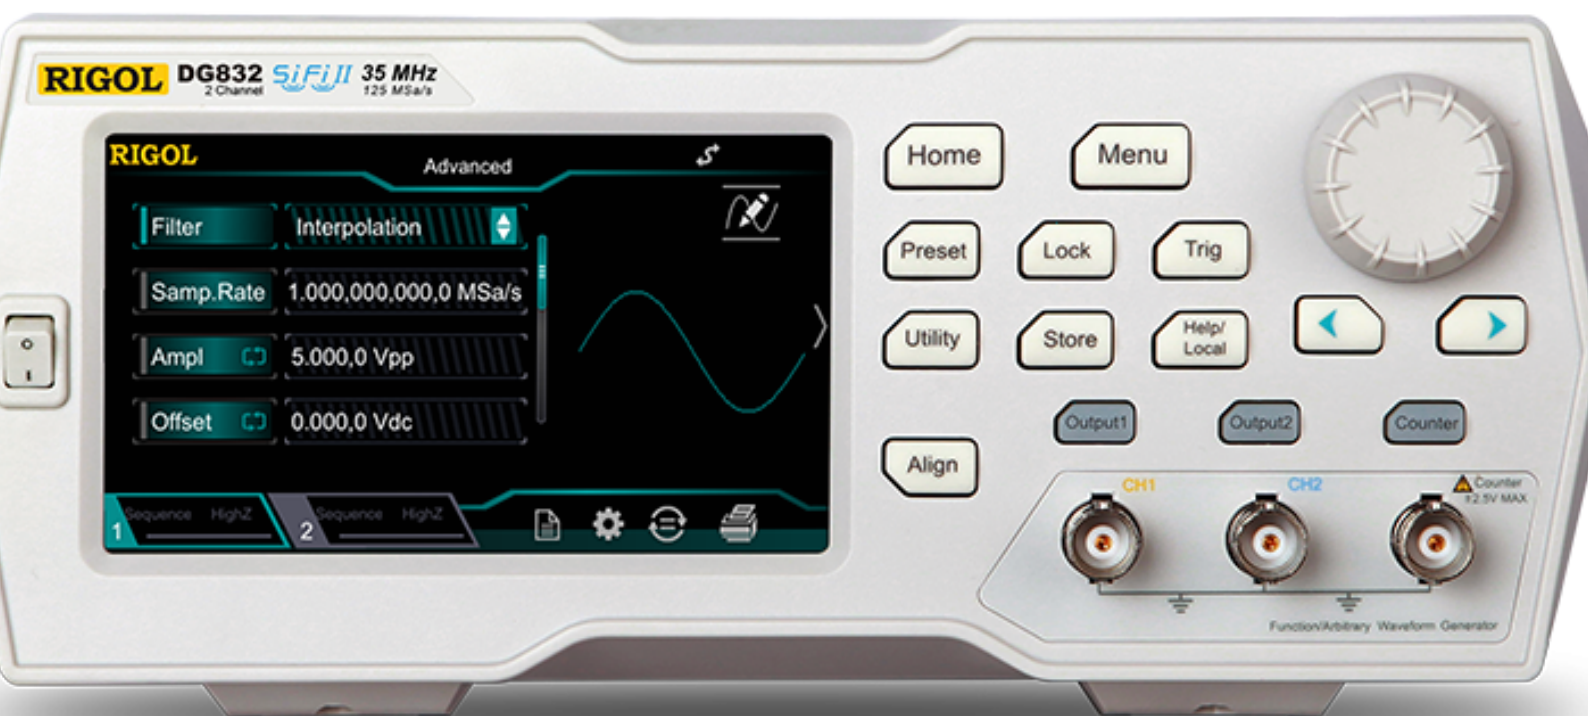 RIGOL DG832 SiFi II 35 MHz
2 Channel 125 MSa/s
RIGOL
Advanced
Filter Interpolation
Samp.Rate 1.000,000,000,0 MSa/s
Ampl 5.000,0 Vpp
Offset 0.000,0 Vdc
1 Sequence HighZ
2 Sequence HighZ
Home Menu
Preset Lock Trig
Utility Store Help/
Local
Output1 Output2 Counter
Align
CH1 CH2 Counter
±2.5V MAX
Function/Arbitrary Waveform Generator
O
I